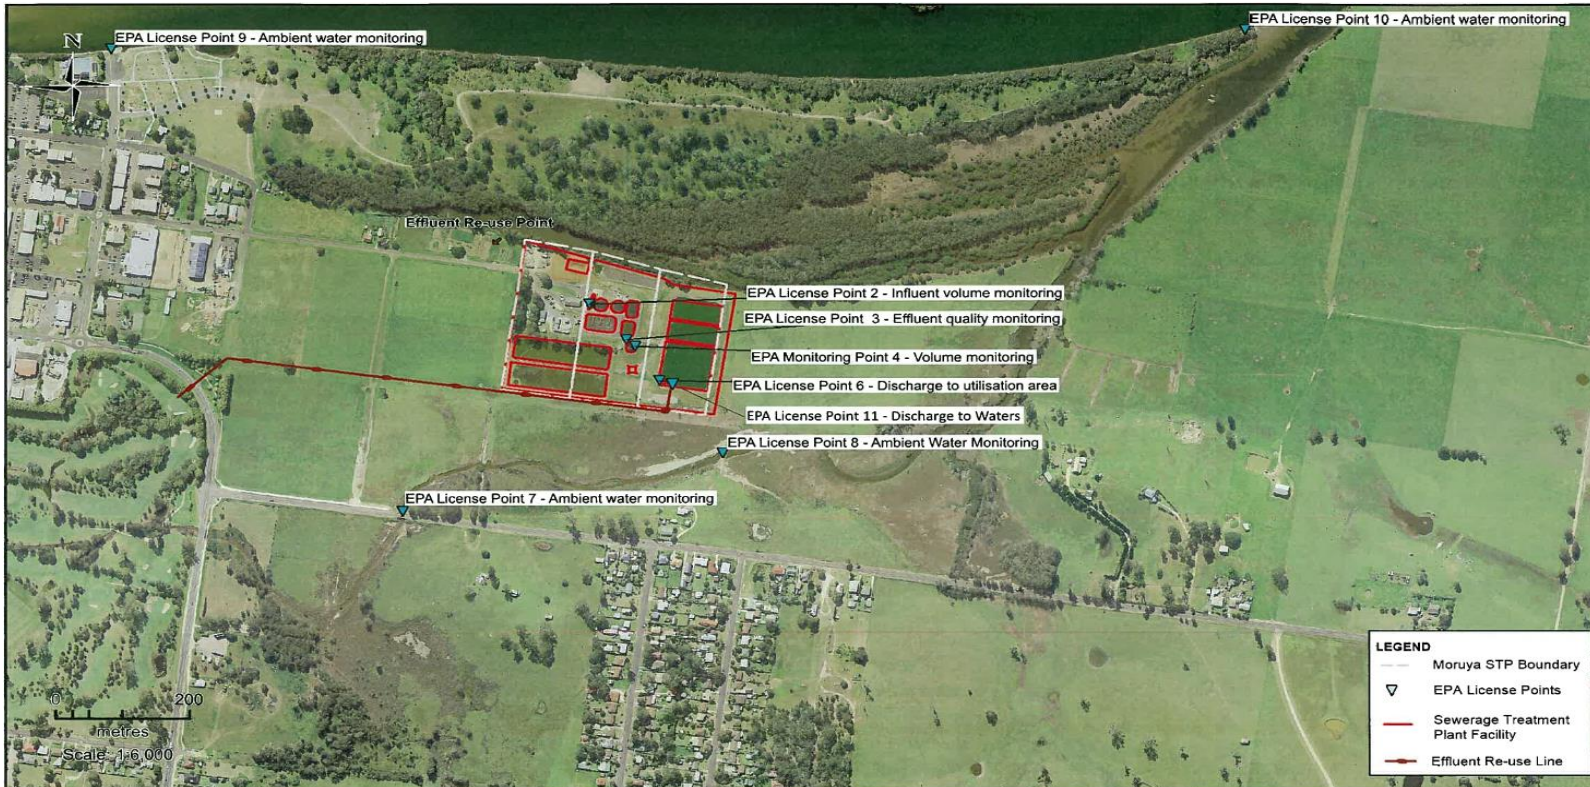 EPA License Point 10 - Ambient water monitoring
EPA License Point 9 - Ambient water monitoring
N
Effluent Re-use Point
EPA License Point 2 - Influent volume monitoring
EPA License Point 3 - Effluent quality monitoring
EPA Monitoring Point 4 - Volume monitoring
EPA License Point 6 - Discharge to utilisation area
EPA License Point 11 - Discharge to Waters
EPA License Point 8 - Ambient Water Monitoring
EPA License Point 7 - Ambient water monitoring
0 200
metres
Scale: 1:6,000
LEGEND
Moruya STP Boundary
EPA License Points
Sewerage Treatment
Plant Facility
Effluent Re-use Line